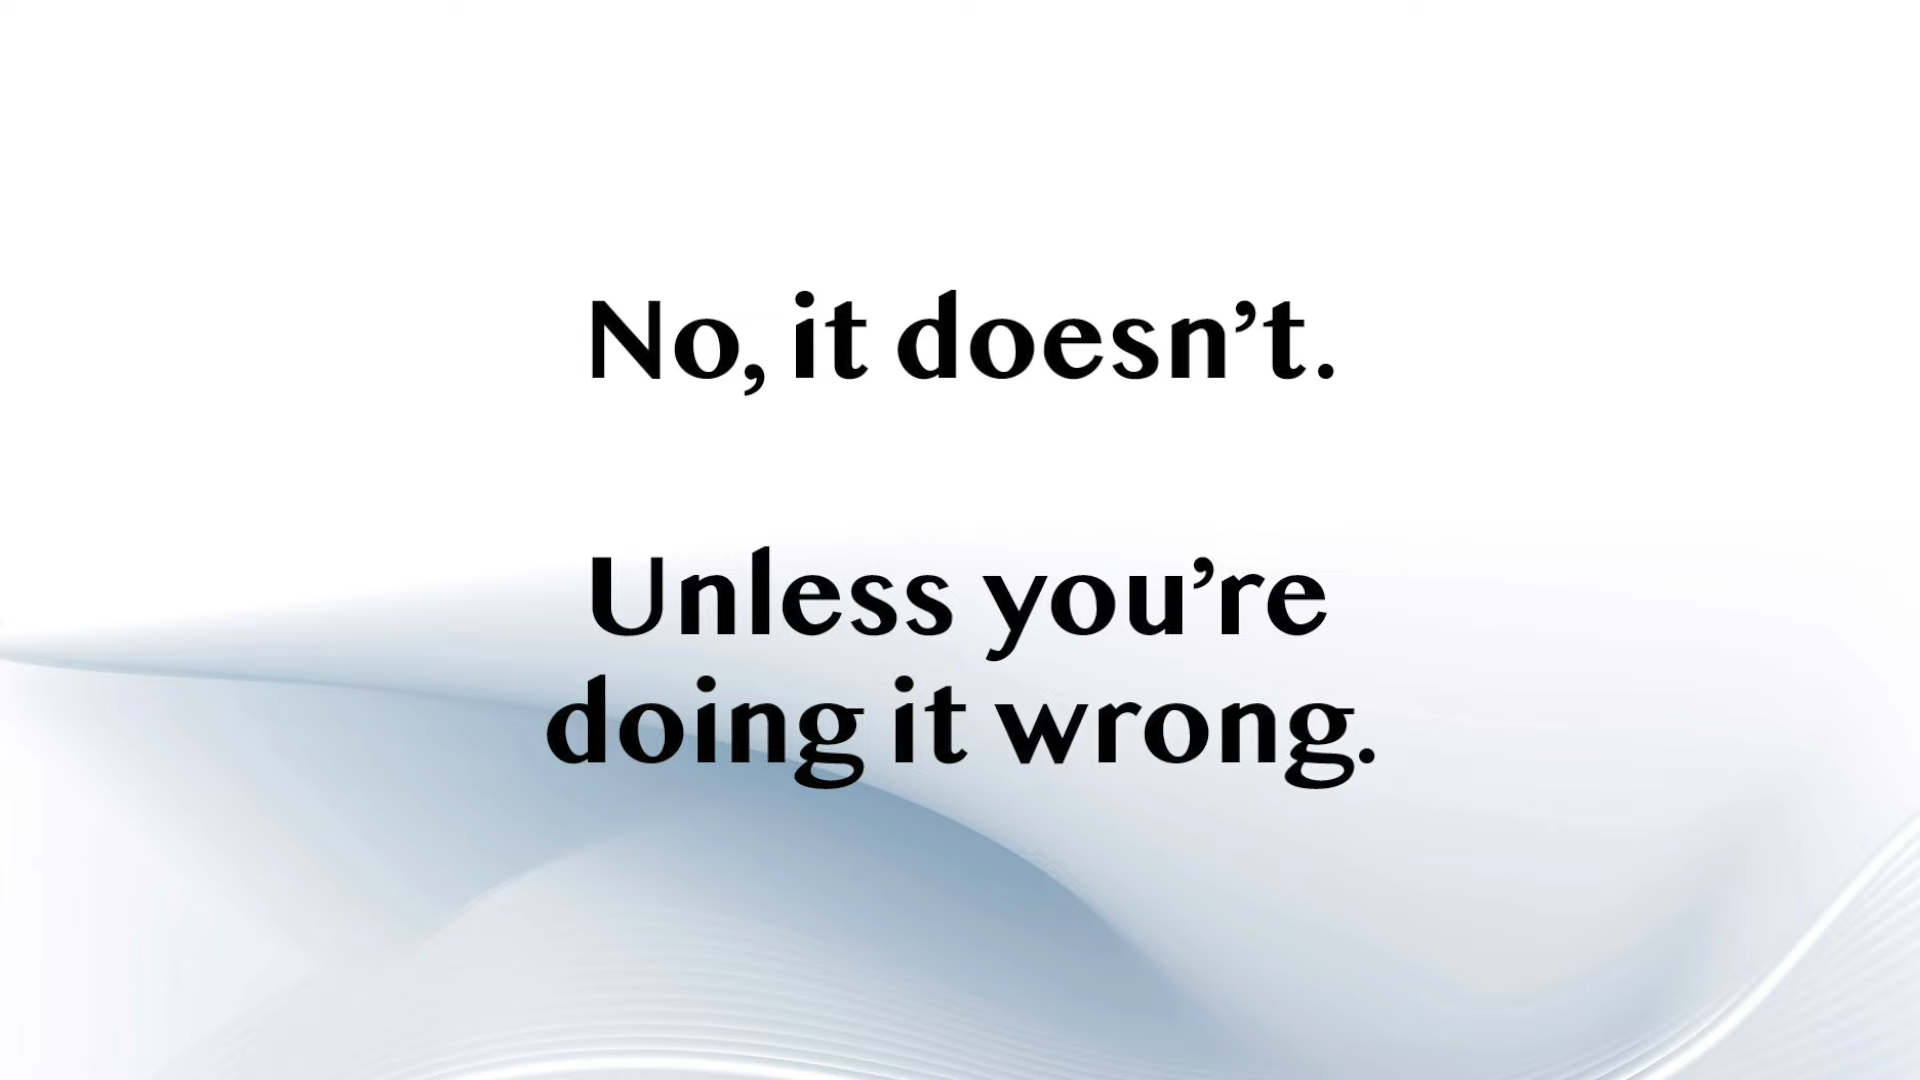 No, it doesn’t.
Unless you’re
doing it wrong.